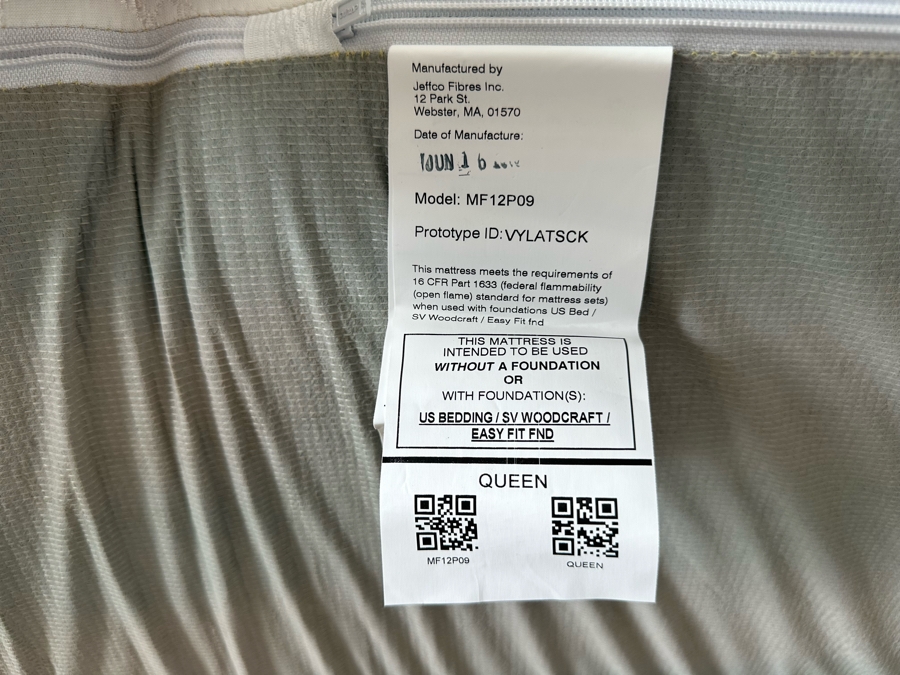 Manufactured by
Jeffco Fibres Inc.
12 Park St.
Webster, MA, 01570
Date of Manufacture:
JUN 16
Model: MF12P09
Prototype ID: VYLATSCK
This mattress meets the requirements of
16 CFR Part 1633 (federal flammability
(open flame) standard for mattress sets)
when used with foundations US Bed /
SV Woodcraft / Easy Fit fnd
THIS MATTRESS IS
INTENDED TO BE USED
WITHOUT A FOUNDATION
OR
WITH FOUNDATION(S):
US BEDDING / SV WOODCRAFT /
EASY FIT FND
QUEEN
MF12P09
QUEEN